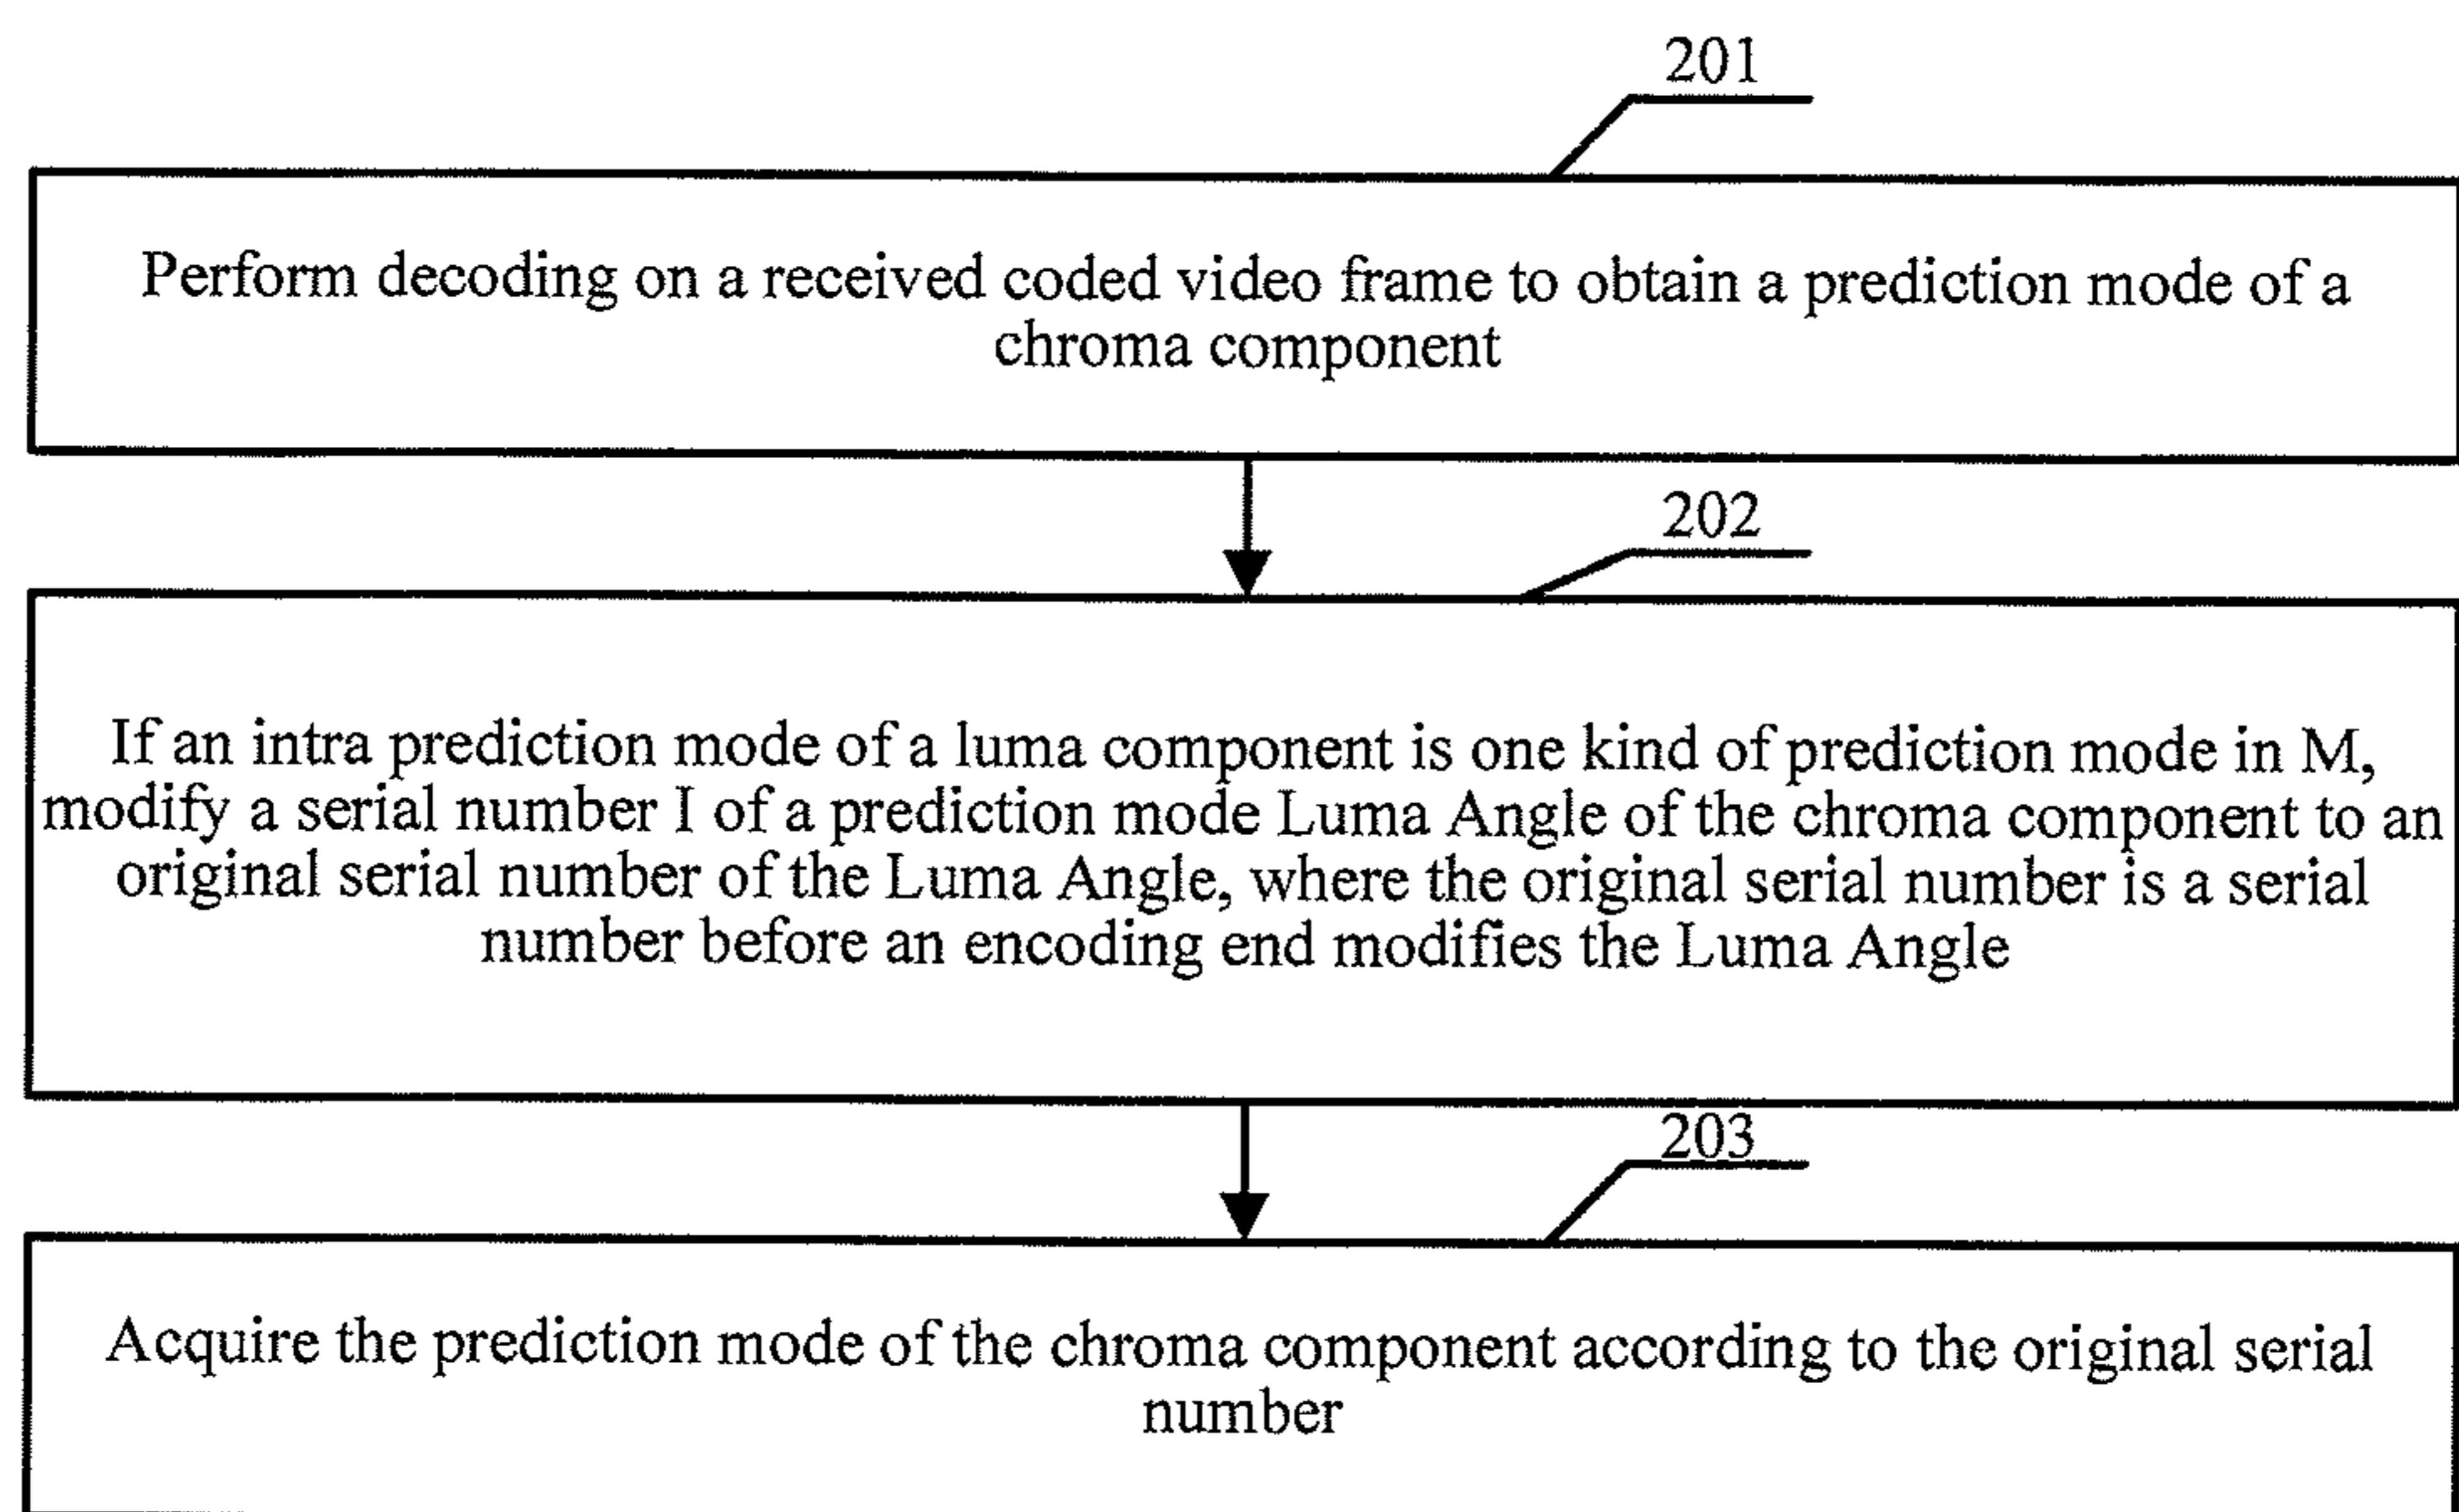 201
Perform decoding on a received coded video frame to obtain a prediction mode of a
chroma component
202
If an intra prediction mode of a luma component is one kind of prediction mode in M,
modify a serial number I of a prediction mode Luma Angle of the chroma component to an
original serial number of the Luma Angle, where the original serial number is a serial
number before an encoding end modifies the Luma Angle
203
Acquire the prediction mode of the chroma component according to the original serial
number